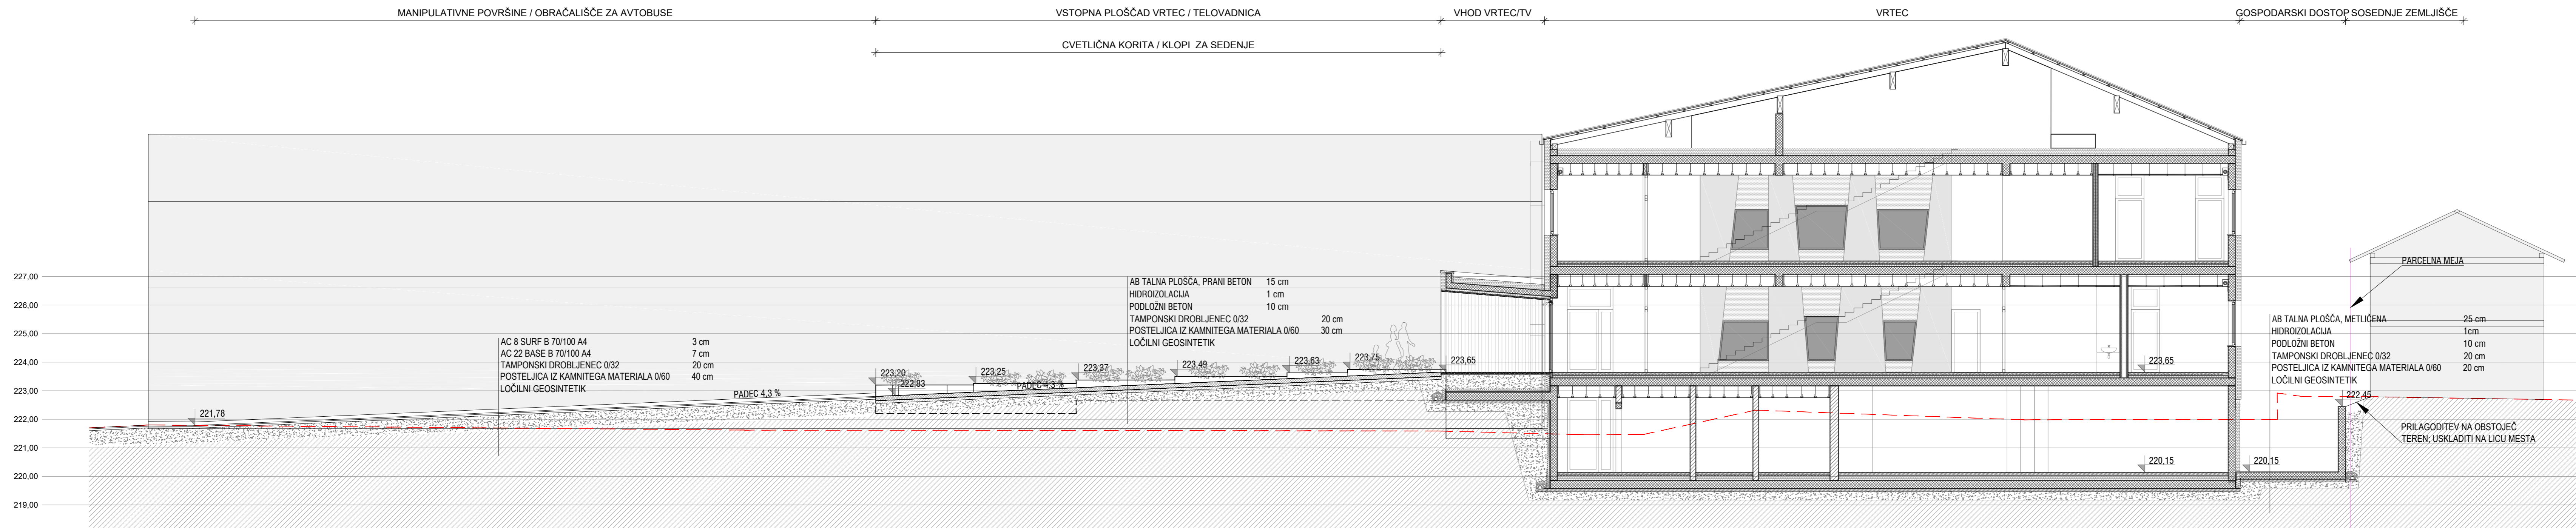 MANIPULATIVNE POVRŠINE / OBRAČALIŠČE ZA AVTOBUSE
VSTOPNA PLOŠČAD VRTEC / TELOVADNICA
VHOD VRTEC/TV
VRTEC
GOSPODARSKI DOSTOP
SOSEDNJE ZEMLJIŠČE
CVETLIČNA KORITA / KLOPI ZA SEDENJE
227,00
226,00
225,00
224,00
223,00
222,00
221,00
220,00
219,00
221,78
AC 8 SURF B 70/100 A4 3 cm
AC 22 BASE B 70/100 A4 7 cm
TAMPONSKI DROBLJENEC 0/32 20 cm
POSTELJICA IZ KAMNITEGA MATERIALA 0/60 40 cm
LOČILNI GEOSINTETIK
PADEC 4,3 %
223,20
222,83
223,25
PADEC 4,3 %
223,37
223,49
223,63
223,75
223,65
AB TALNA PLOŠČA, PRANI BETON 15 cm
HIDROIZOLACIJA 1 cm
PODLOŽNI BETON 10 cm
TAMPONSKI DROBLJENEC 0/32 20 cm
POSTELJICA IZ KAMNITEGA MATERIALA 0/60 30 cm
LOČILNI GEOSINTETIK
223,65
220,15
220,15
PARCELNA MEJA
AB TALNA PLOŠČA, METLIČENA 25 cm
HIDROIZOLACIJA 1cm
PODLOŽNI BETON 10 cm
TAMPONSKI DROBLJENEC 0/32 20 cm
POSTELJICA IZ KAMNITEGA MATERIALA 0/60 20 cm
LOČILNI GEOSINTETIK
222,45
PRILAGODITEV NA OBSTOJEČ
TEREN; USKLADITI NA LICU MESTA